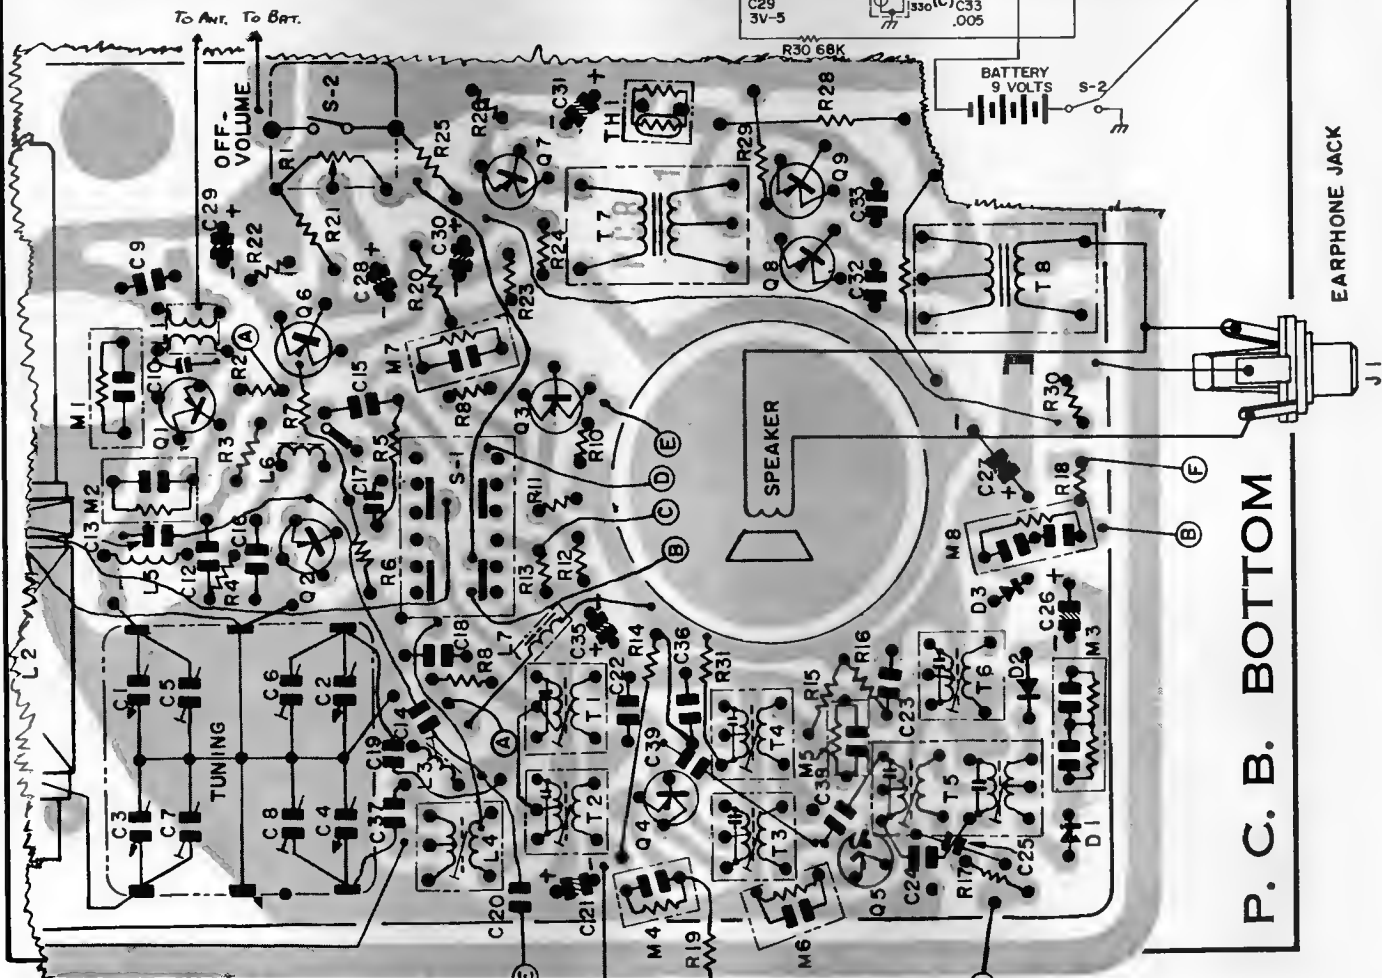 To Ant. To Bat.
C29
3V-5
330 (C) C33
.005
R30 68K
BATTERY
9 VOLTS
S-2
EARPHONE JACK
J1
P. C. B. BOTTOM
OFF-
VOLUME
S-2
R1
R25
R26
C31
+
-
TH1
R28
R29
Q7
Q9
C33
C29
+
-
R22
C9
R21
C28
+
-
R20
C30
+
-
R24
R23
T7
Q8
C32
T8
M1
C10
L1
R2
A
Q6
M7
Q1
R3
R7
C15
R8
Q3
R10
E
SPEAKER
R30
M2
C13
L6
R5
C17
S-1
D
C
B
R11
R12
R13
C27
-
+
R18
F
B
M8
L5
C12
C16
R4
Q2
R6
L2
C1
C5
C6
C2
TUNING
C3
C7
C8
C4
C18
R8
L7
C35
+
-
R14
C22
C36
R31
D3
C26
-
+
M3
C14
C19
C37
L3
L4
A
T1
T2
C39
Q4
T4
T3
R15
R16
M5
C38
C23
T6
D2
T5
D1
C20
C21
+
-
M4
R19
M6
Q5
C24
R17
C25
E